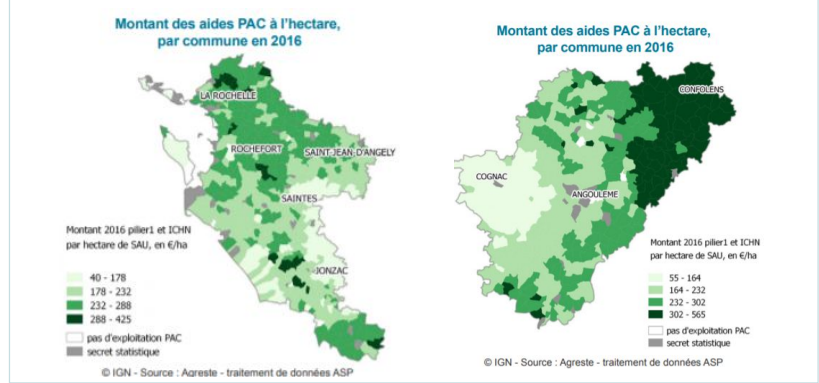 Montant des aides PAC à l'hectare,
par commune en 2016
LA ROCHELLE
ROCHEFORT
SAINT-JEAN-D'ANGELY
SAINTES
JONZAC
Montant 2016 pilier1 et ICHN
par hectare de SAU, en €/ha
40 - 178
178 - 232
232 - 288
288 - 425
pas d'exploitation PAC
secret statistique
© IGN - Source : Agreste - traitement de données ASP
Montant des aides PAC à l'hectare,
par commune en 2016
CONFOLENS
COGNAC
ANGOULEME
Montant 2016 pilier1 et ICHN
par hectare de SAU, en €/ha
55 - 164
164 - 232
232 - 302
302 - 565
pas d'exploitation PAC
secret statistique
© IGN - Source : Agreste - traitement de données ASP